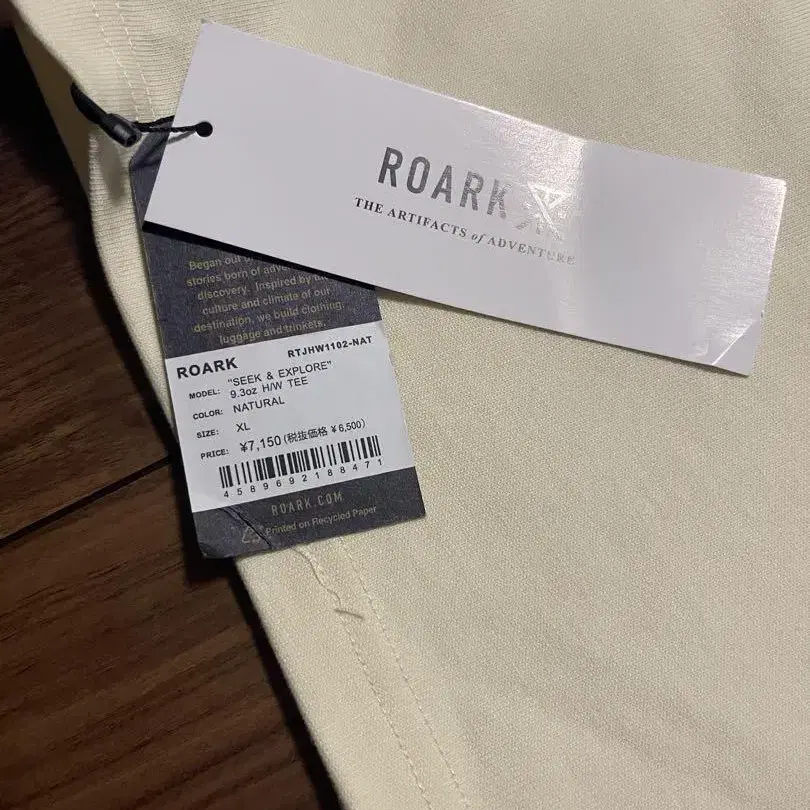 ROARK
THE ARTIFACTS of ADVENTURE
Began out
stories born of
discovery. Inspired by
culture and climate of our
destination, we build clothing,
luggage and trinkets.
ROARK RTJHW1102-NAT
MODEL: "SEEK & EXPLORE"
9.3oz H/W TEE
COLOR: NATURAL
SIZE: XL
PRICE: ¥7,150(税抜価格 ¥6,500)
4589692188471
ROARK.COM
Printed on Recycled Paper